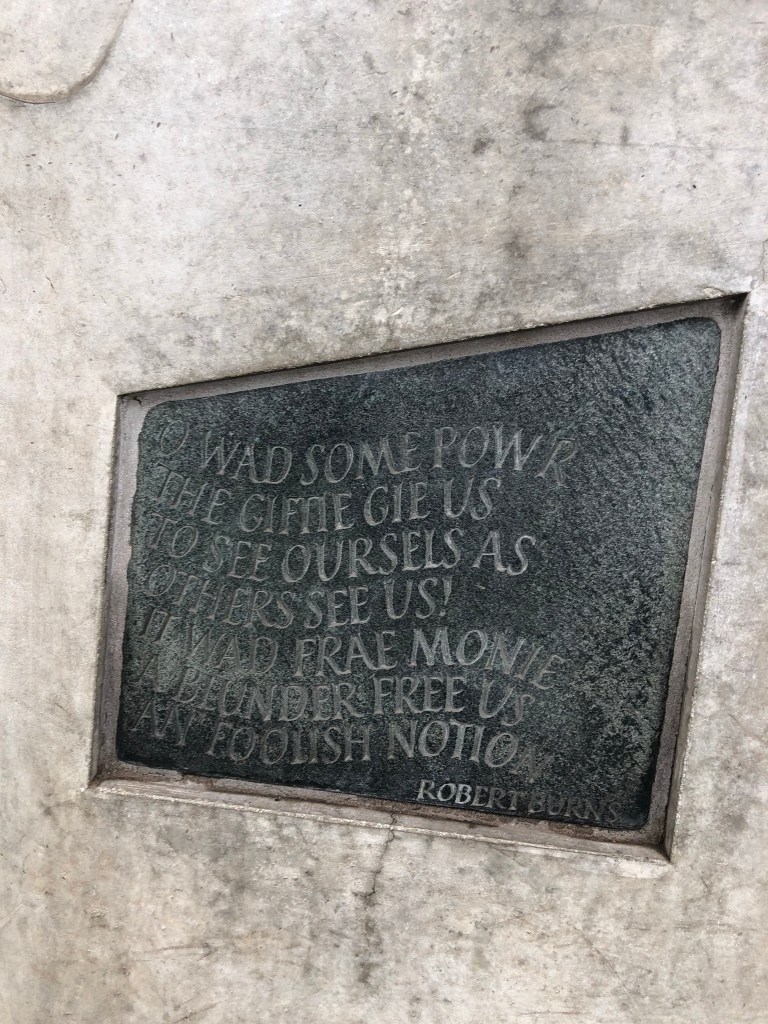 O WAD SOME POWR
THE GIFTIE GIE US
TO SEE OURSELS AS
OTHERS SEE US!
IT WAD FRAE MONIE
A BLUNDER FREE US
AN' FOOLISH NOTION
ROBERT BURNS